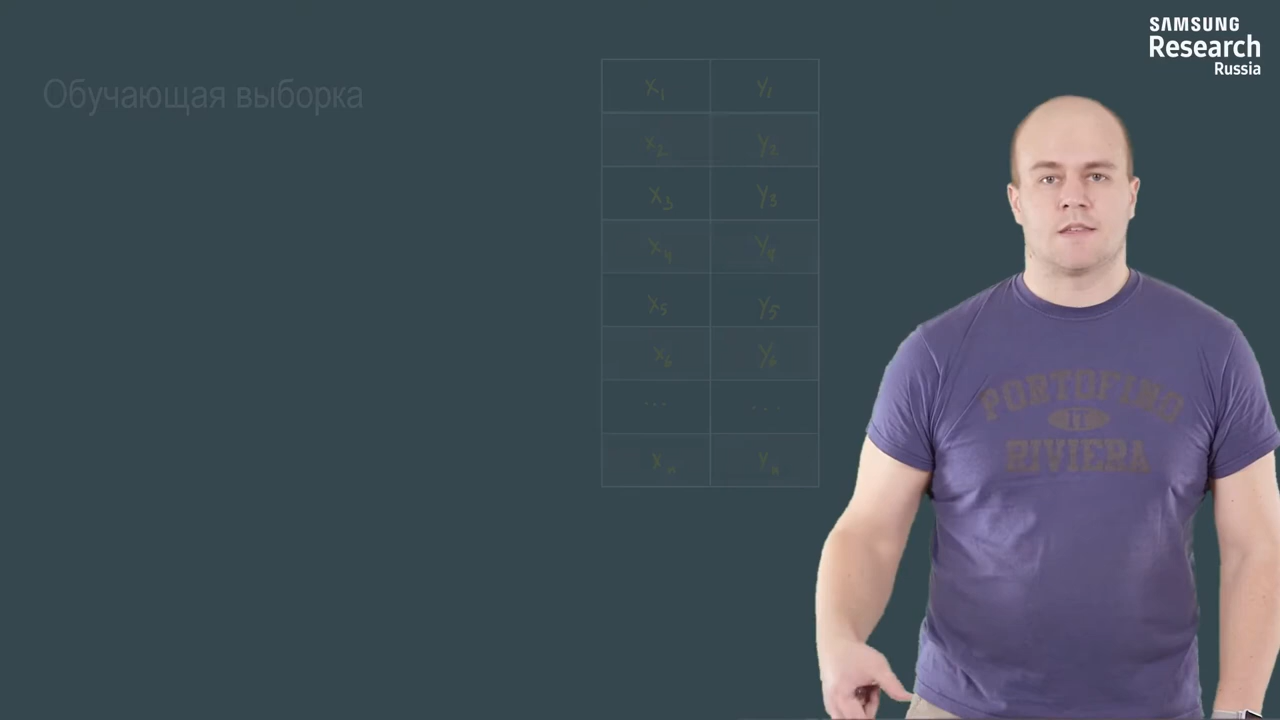 SAMSUNG
Research
Russia
Обучающая выборка
x₁ y₁
x₂ y₂
x₃ y₃
x₄ y₄
x₅ y₅
x₆ y₆
... ...
xₙ yₙ
PORTOFINO
IT
RIVIERA